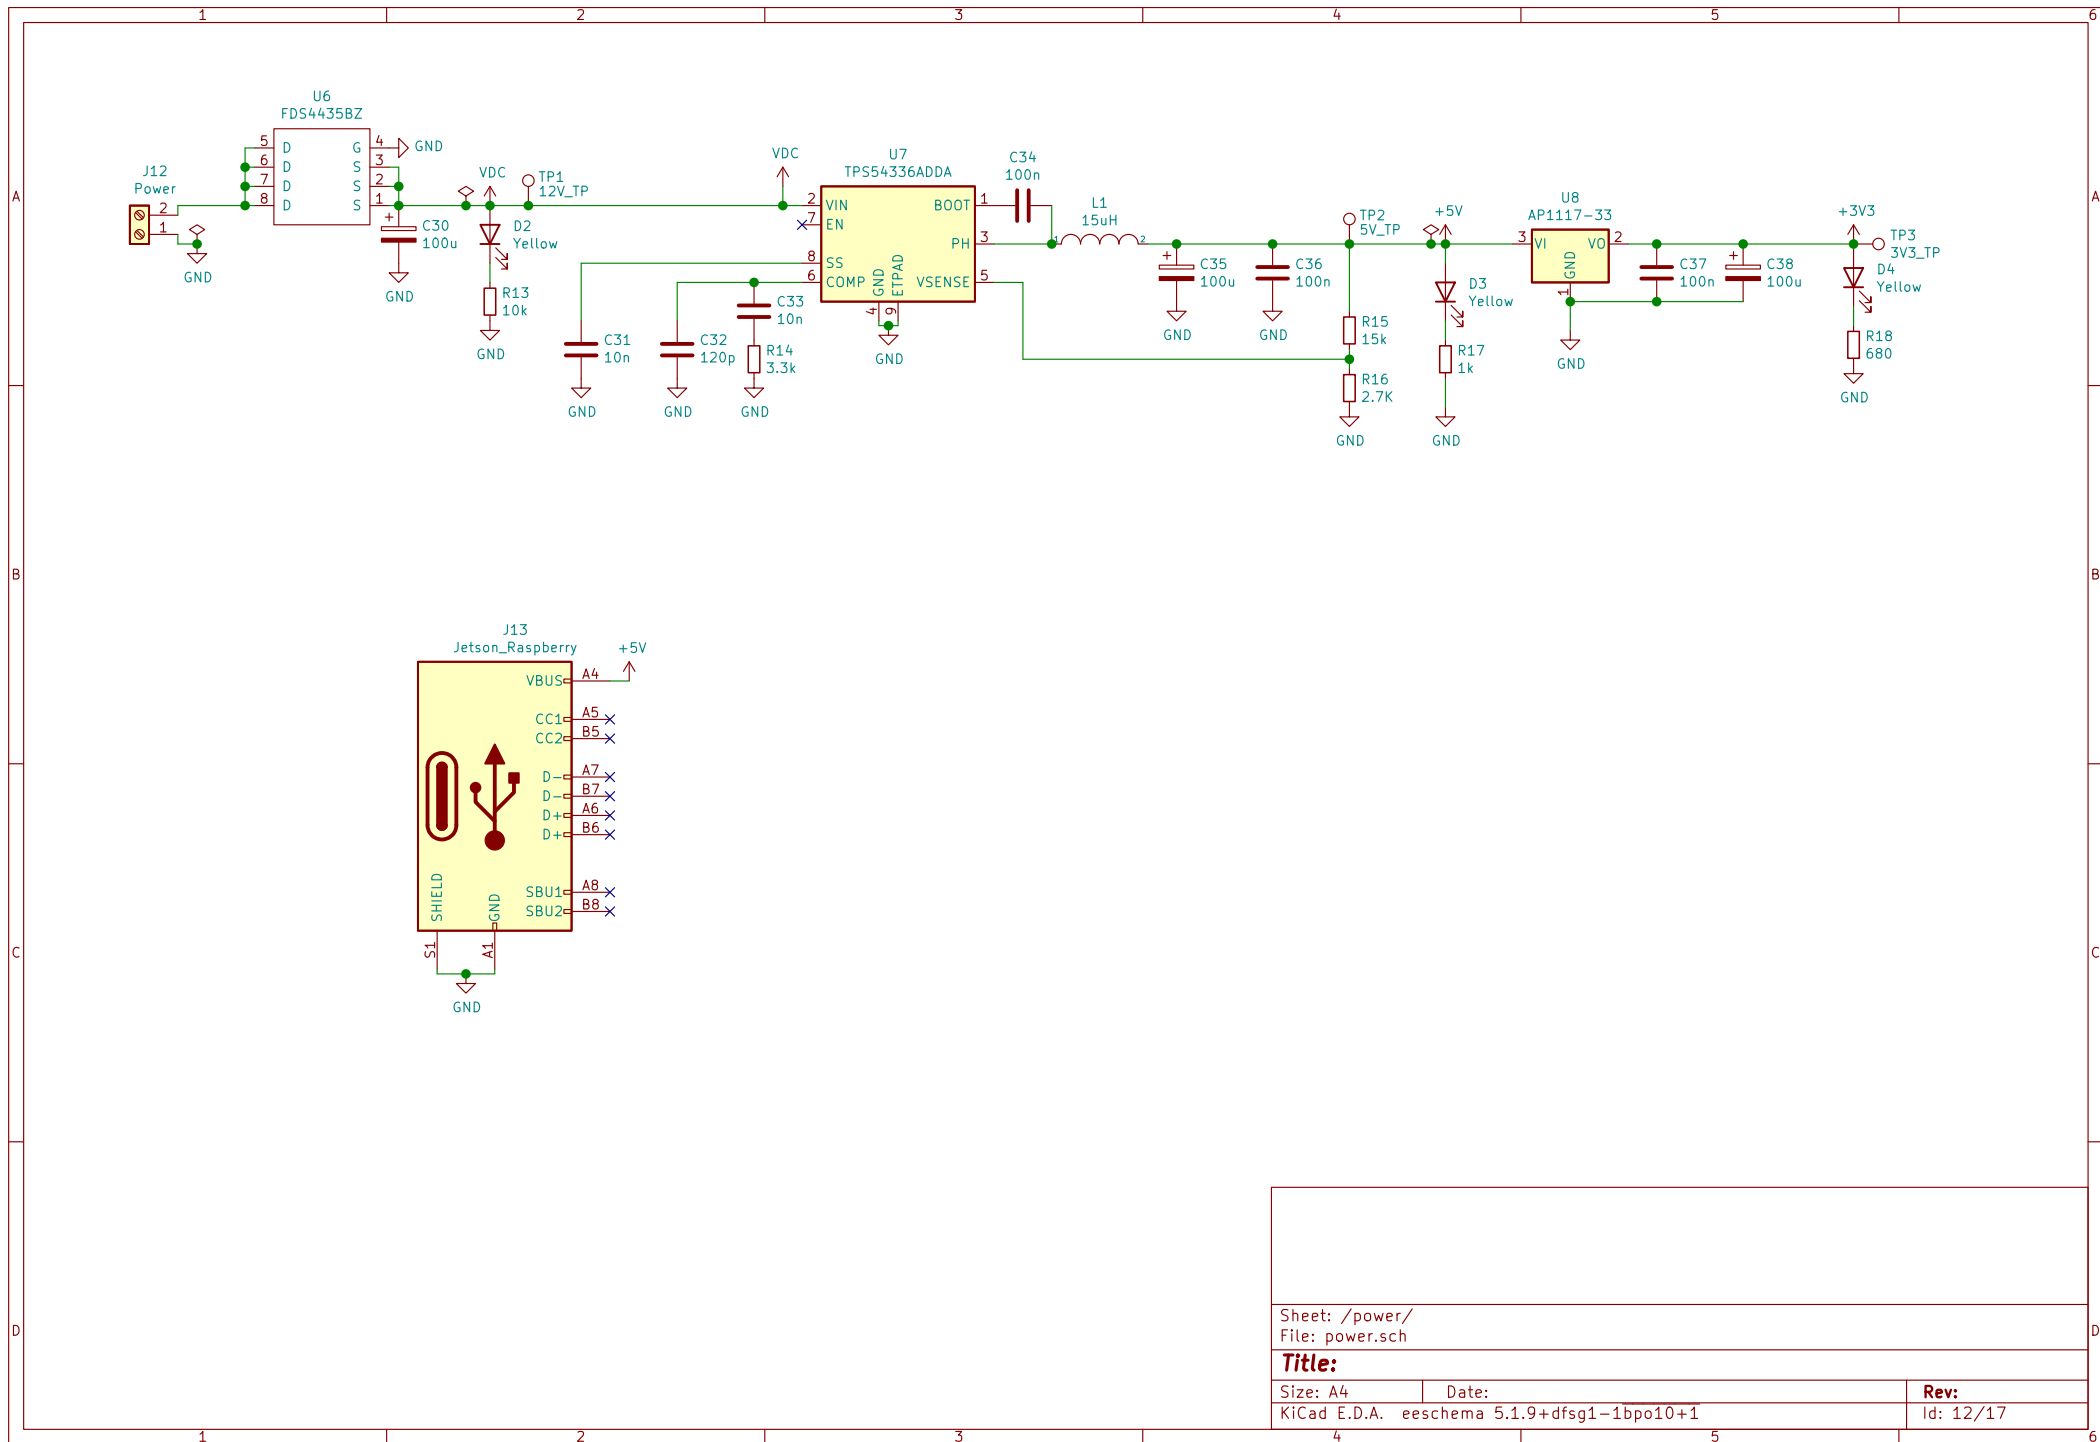 1 2 3 4 5 6
A A
B B
C C
D D
1 2 3 4 5 6
U6
FDS4435BZ
5 D G 4 GND
6 D S 3
7 D S 2
8 D S 1
J12
Power
2
1
GND
+ C30
100u
GND
VDC
D2
Yellow
R13
10k
GND
TP1
12V_TP
VDC
U7
TPS54336ADDA
2 VIN BOOT 1
7 EN
PH 3
8 SS
6 COMP VSENSE 5
GND ETPAD
4 9
GND
C31
10n
GND
C32
120p
GND
C33
10n
R14
3.3k
GND
C34
100n
L1
15uH
1 2
+ C35
100u
GND
C36
100n
GND
TP2
5V_TP
R15
15k
R16
2.7K
GND
+5V
D3
Yellow
R17
1k
GND
U8
AP1117-33
3 VI VO 2
GND
1
GND
C37
100n
+ C38
100u
+3V3
TP3
3V3_TP
D4
Yellow
R18
680
GND
J13
Jetson_Raspberry
+5V
VBUS A4
CC1 A5
CC2 B5
D- A7
D- B7
D+ A6
D+ B6
SBU1 A8
SBU2 B8
SHIELD GND
S1 A1
GND
Sheet: /power/
File: power.sch
Title:
Size: A4 Date: Rev:
KiCad E.D.A. eeschema 5.1.9+dfsg1-1bpo10+1 Id: 12/17